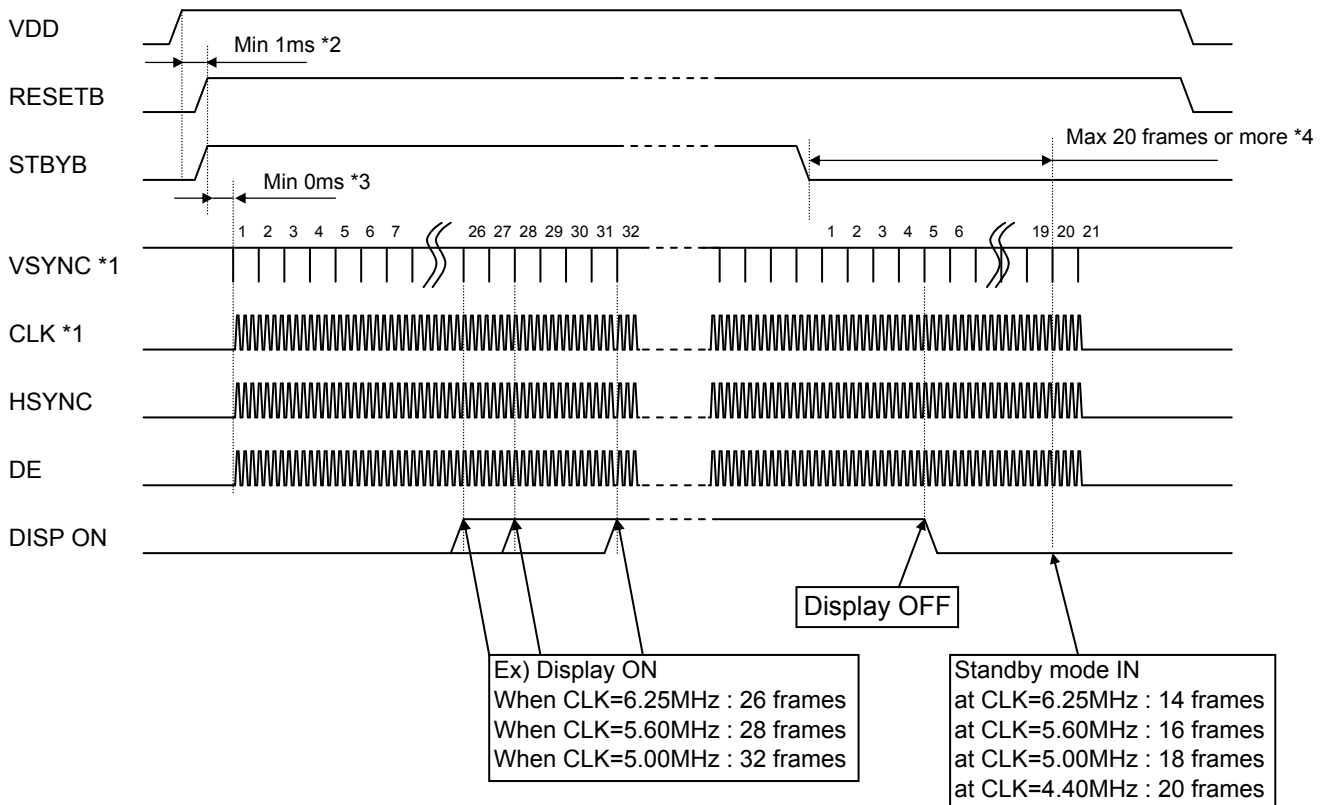 VDD
Min 1ms *2
RESETB
Max 20 frames or more *4
STBYB
Min 0ms *3
1 2 3 4 5 6 7 26 27 28 29 30 31 32 1 2 3 4 5 6 19 20 21
VSYNC *1
CLK *1
HSYNC
DE
DISP ON
Display OFF
Ex) Display ON
When CLK=6.25MHz : 26 frames
When CLK=5.60MHz : 28 frames
When CLK=5.00MHz : 32 frames
Standby mode IN
at CLK=6.25MHz : 14 frames
at CLK=5.60MHz : 16 frames
at CLK=5.00MHz : 18 frames
at CLK=4.40MHz : 20 frames